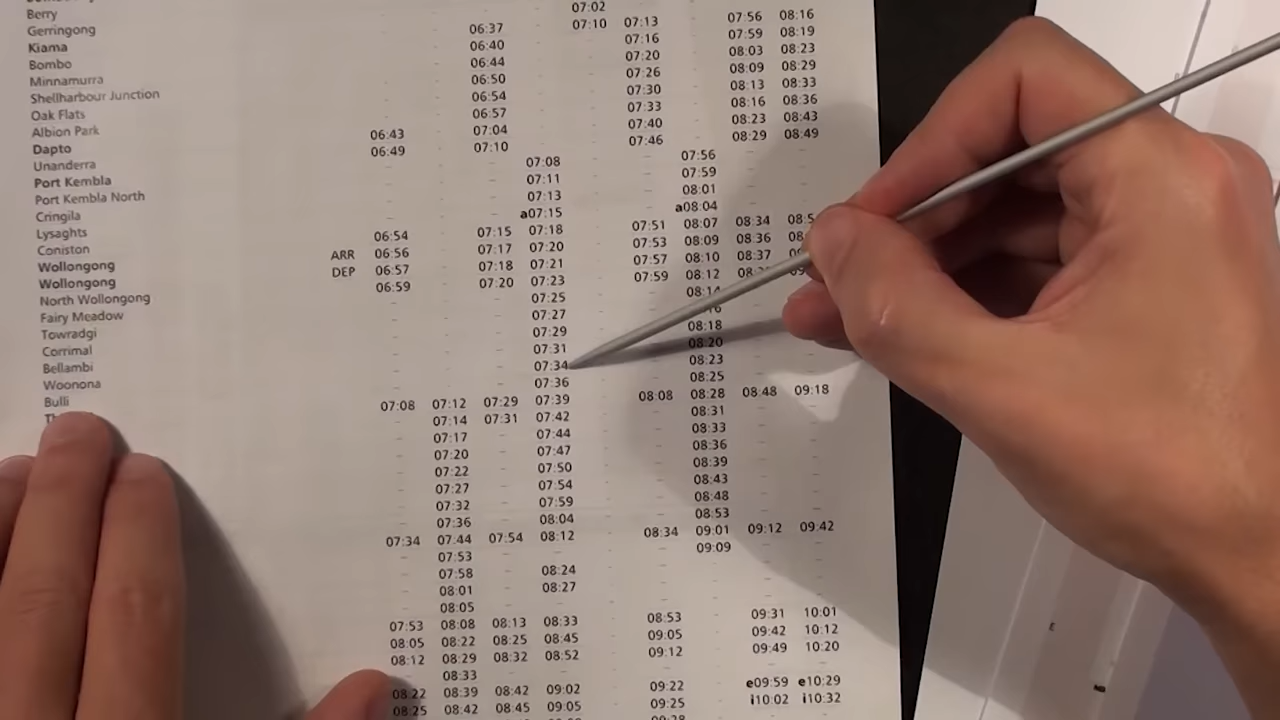 Berry
Gerringong 07:02
Kiama 06:37 07:10 07:13 07:56 08:16
Bombo 06:40 07:16 07:59 08:19
Minnamurra 06:44 07:20 08:03 08:23
Shellharbour Junction 06:50 07:26 08:09 08:29
Oak Flats 06:54 07:30 08:13 08:33
Albion Park 06:57 07:33 08:16 08:36
Dapto 06:43 07:04 07:40 08:23 08:43
Unanderra 06:49 07:10 07:46 08:29 08:49
Port Kembla 07:08 07:56
Port Kembla North 07:11 07:59
Cringila 07:13 08:01
Lysaghts a07:15 a08:04
Coniston 06:54 07:15 07:18 07:51 08:07 08:34
Wollongong ARR 06:56 07:17 07:20 07:53 08:09 08:36
Wollongong DEP 06:57 07:18 07:21 07:57 08:10 08:37
North Wollongong 06:59 07:20 07:23 07:59 08:12
Fairy Meadow 07:25 08:14
Towradgi 07:27
Corrimal 07:29 08:18
Bellambi 07:31 08:20
Woonona 07:34 08:23
Bulli 07:36 08:25
07:08 07:12 07:29 07:39 08:08 08:28 08:48 09:18
07:14 07:31 07:42 08:31
07:17 07:44 08:33
07:20 07:47 08:36
07:22 07:50 08:39
07:27 07:54 08:43
07:32 07:59 08:48
07:36 08:04 08:53
07:34 07:44 07:54 08:12 08:34 09:01 09:12 09:42
07:53 09:09
07:58 08:24
08:01 08:27
08:05
07:53 08:08 08:13 08:33 08:53 09:31 10:01
08:05 08:22 08:25 08:45 09:05 09:42 10:12
08:12 08:29 08:32 08:52 09:12 09:49 10:20
08:33
08:22 08:39 08:42 09:02 09:22 e09:59 e10:29
08:25 08:42 08:45 09:05 09:25 i10:02 i10:32